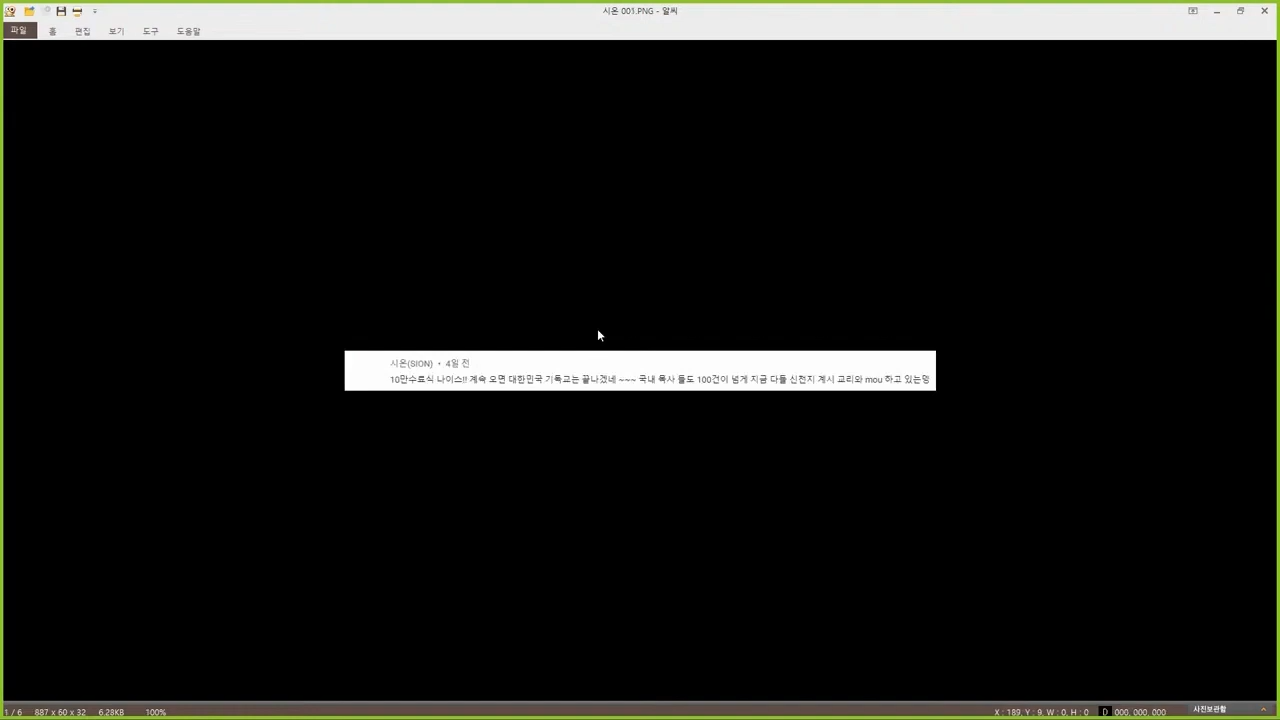 시온 001.PNG - 알씨
파일 홈 편집 보기 도구 도움말
시온(SION) • 4일 전
10만수료식 나이스!! 계속 오면 대한민국 기독교는 끝나겠네 ~~~ 국내 목사 들도 100건이 넘게 지금 다들 신천지 계시 교리와 mou 하고 있는뎅
1 / 6 887 x 60 x 32 6.28KB 100% X : 189, Y : 9, W : 0, H : 0 D 000, 000, 000 사진보관함